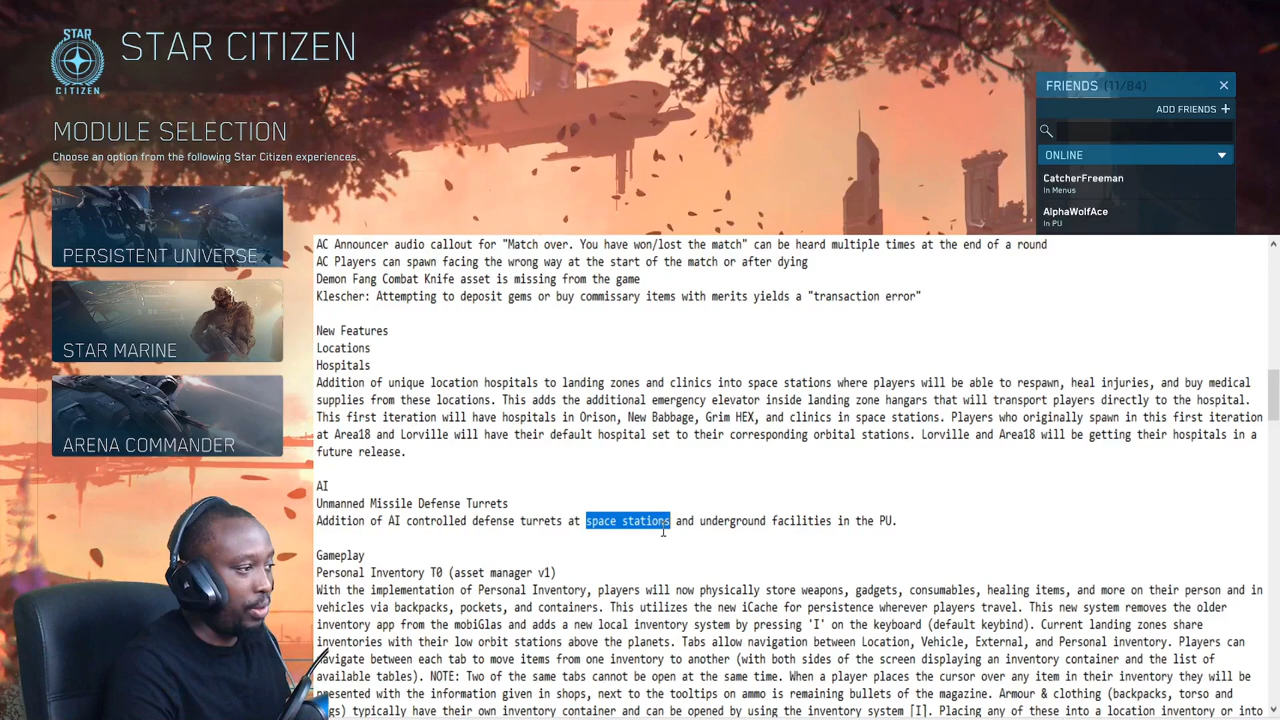 STAR CITIZEN
STAR
CITIZEN
MODULE SELECTION
Choose an option from the following Star Citizen experiences.
PERSISTENT UNIVERSE
STAR MARINE
ARENA COMMANDER
FRIENDS (11/84)
ADD FRIENDS +
ONLINE
CatcherFreeman
In Menus
AlphaWolfAce
In PU
AC Announcer audio callout for "Match over. You have won/lost the match" can be heard multiple times at the end of a round
AC Players can spawn facing the wrong way at the start of the match or after dying
Demon Fang Combat Knife asset is missing from the game
Klescher: Attempting to deposit gems or buy commissary items with merits yields a "transaction error"
New Features
Locations
Hospitals
Addition of unique location hospitals to landing zones and clinics into space stations where players will be able to respawn, heal injuries, and buy medical
supplies from these locations. This adds the additional emergency elevator inside landing zone hangars that will transport players directly to the hospital.
This first iteration will have hospitals in Orison, New Babbage, Grim HEX, and clinics in space stations. Players who originally spawn in this first iteration
at Area18 and Lorville will have their default hospital set to their corresponding orbital stations. Lorville and Area18 will be getting their hospitals in a
future release.
AI
Unmanned Missile Defense Turrets
Addition of AI controlled defense turrets at space stations and underground facilities in the PU.
Gameplay
Personal Inventory T0 (asset manager v1)
With the implementation of Personal Inventory, players will now physically store weapons, gadgets, consumables, healing items, and more on their person and in
vehicles via backpacks, pockets, and containers. This utilizes the new iCache for persistence wherever players travel. This new system removes the older
inventory app from the mobiGlas and adds a new local inventory system by pressing 'I' on the keyboard (default keybind). Current landing zones share
inventories with their low orbit stations above the planets. Tabs allow navigation between Location, Vehicle, External, and Personal inventory. Players can
navigate between each tab to move items from one inventory to another (with both sides of the screen displaying an inventory container and the list of
available tables). NOTE: Two of the same tabs cannot be open at the same time. When a player places the cursor over any item in their inventory they will be
presented with the information given in shops, next to the tooltips on ammo is remaining bullets of the magazine. Armour & clothing (backpacks, torso and
gs) typically have their own inventory container and can be opened by using the inventory system [I]. Placing any of these into a location inventory or into